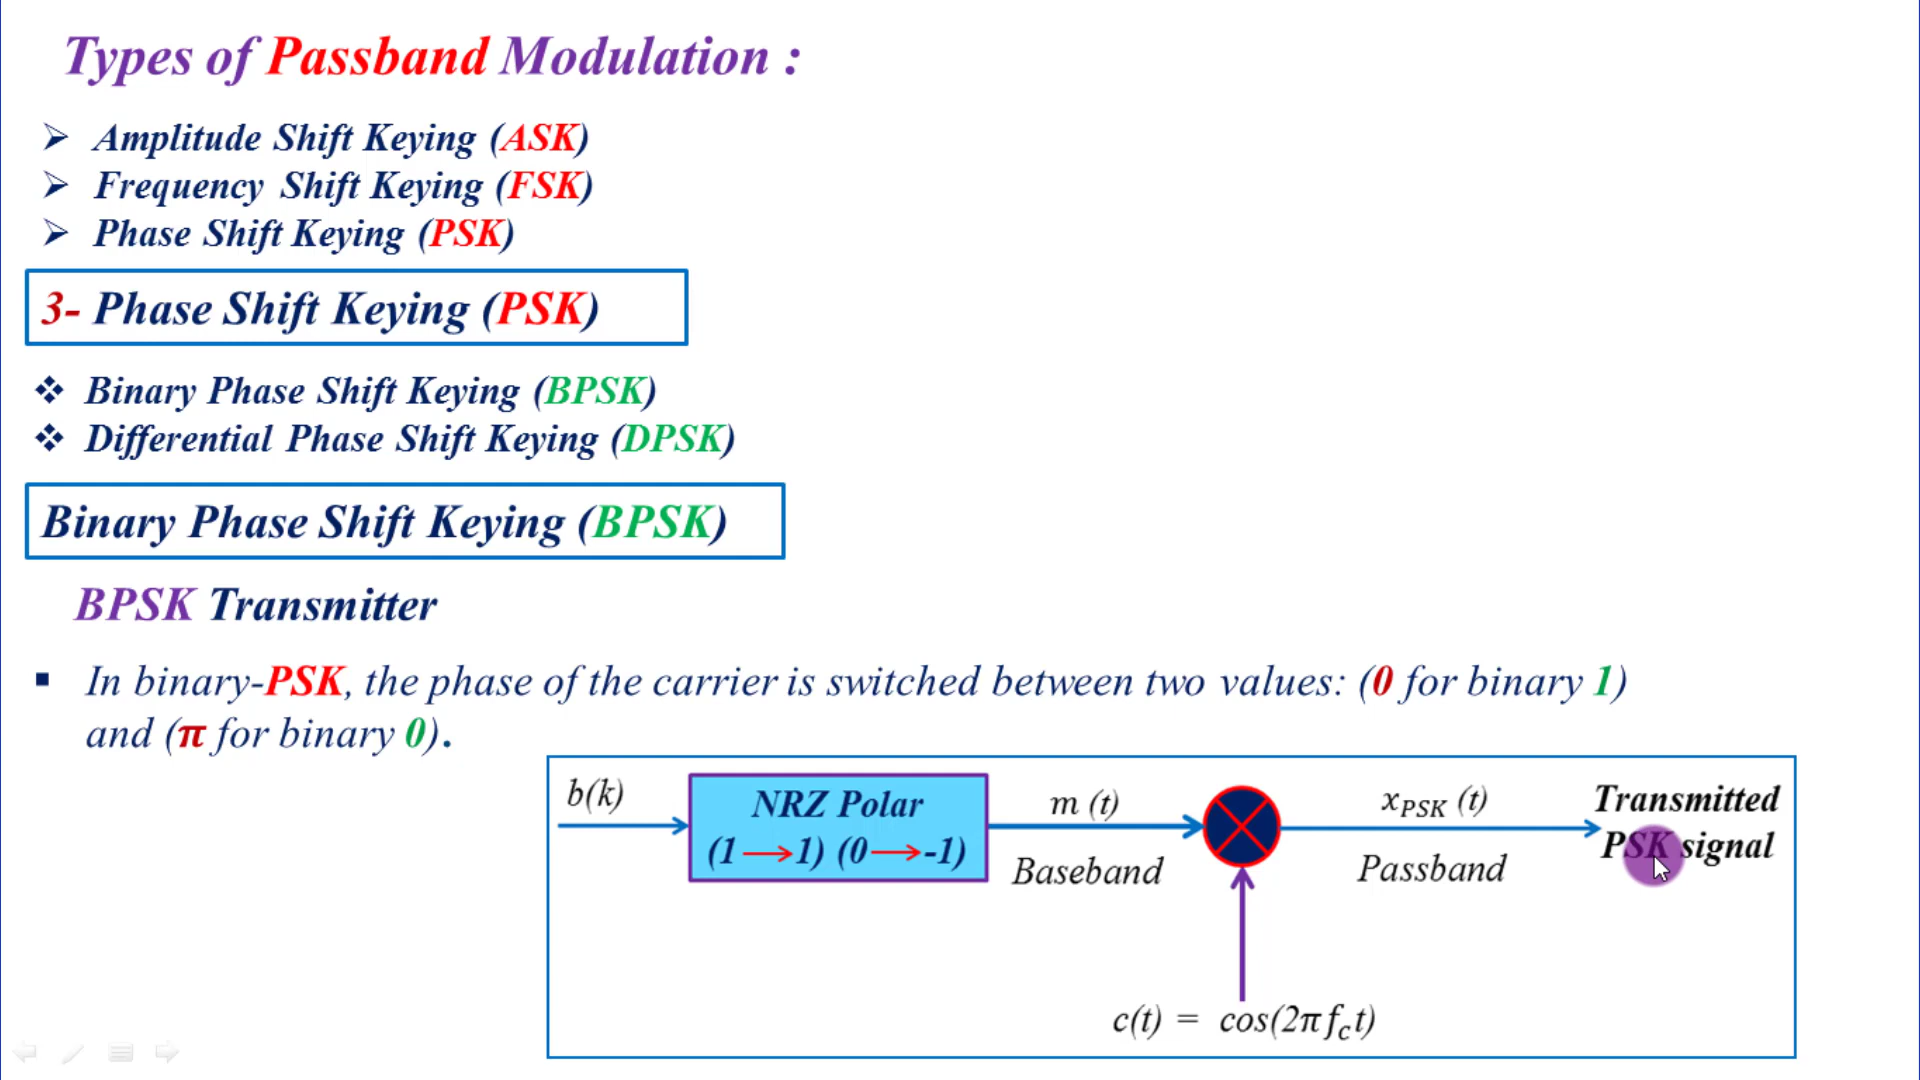 Types of Passband Modulation :
Amplitude Shift Keying (ASK)
Frequency Shift Keying (FSK)
Phase Shift Keying (PSK)
3- Phase Shift Keying (PSK)
Binary Phase Shift Keying (BPSK)
Differential Phase Shift Keying (DPSK)
Binary Phase Shift Keying (BPSK)
BPSK Transmitter
In binary-PSK, the phase of the carrier is switched between two values: (0 for binary 1)
and (π for binary 0).
b(k)
NRZ Polar
(1→1) (0→-1)
m (t)
Baseband
x_PSK (t)
Passband
Transmitted
PSK signal
c(t) = cos(2πf_c t)